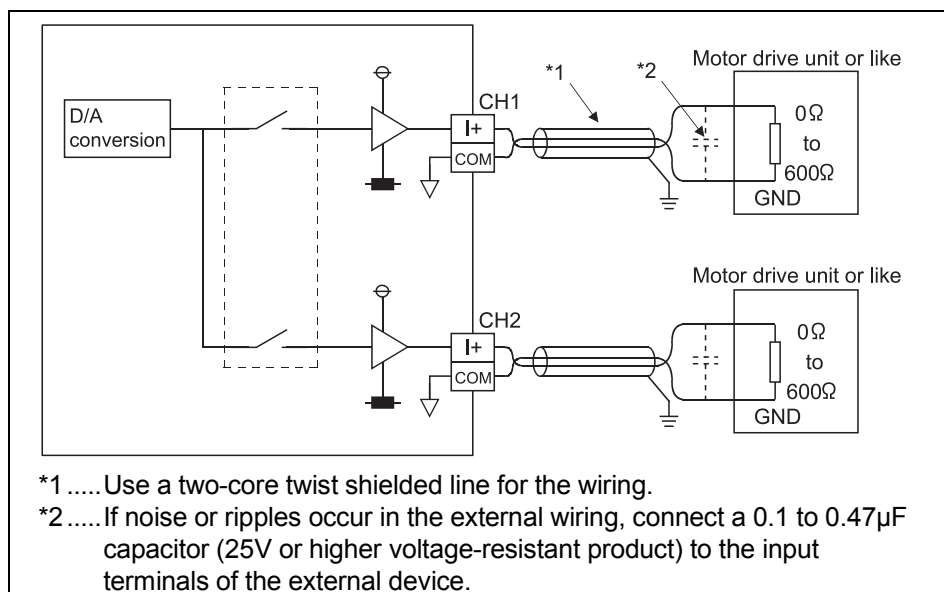 Motor drive unit or like
*1
*2
D/A
conversion
CH1
I+
COM
0Ω
to
600Ω
GND
Motor drive unit or like
CH2
I+
COM
0Ω
to
600Ω
GND
*1.....Use a two-core twist shielded line for the wiring.
*2.....If noise or ripples occur in the external wiring, connect a 0.1 to 0.47µF
capacitor (25V or higher voltage-resistant product) to the input
terminals of the external device.